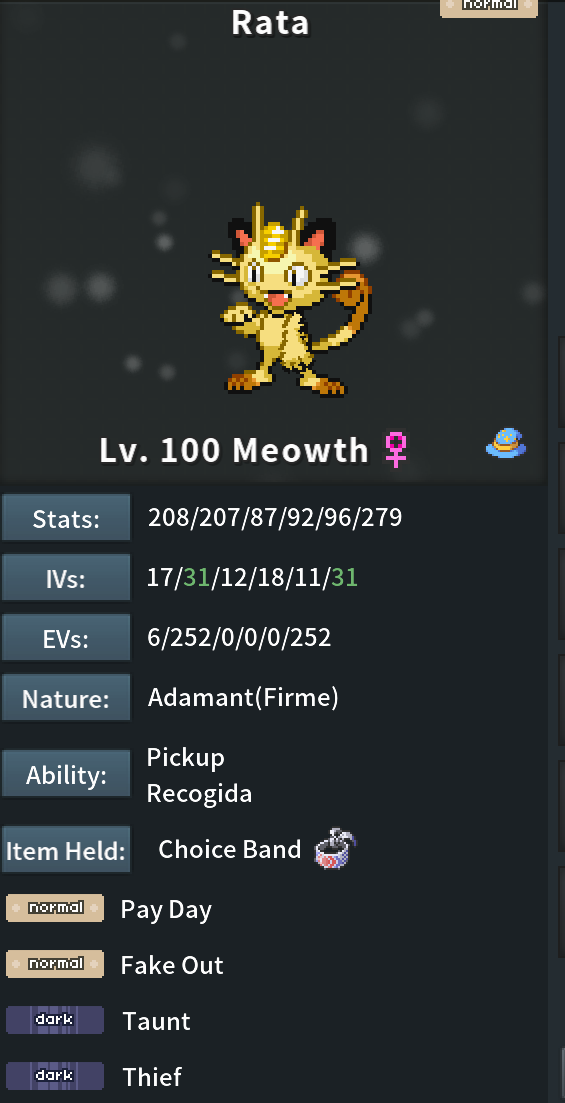 normal
Rata
Lv. 100 Meowth ♀
Stats: 208/207/87/92/96/279
IVs: 17/31/12/18/11/31
EVs: 6/252/0/0/0/252
Nature: Adamant(Firme)
Ability: Pickup
Recogida
Item Held: Choice Band
normal Pay Day
normal Fake Out
dark Taunt
dark Thief